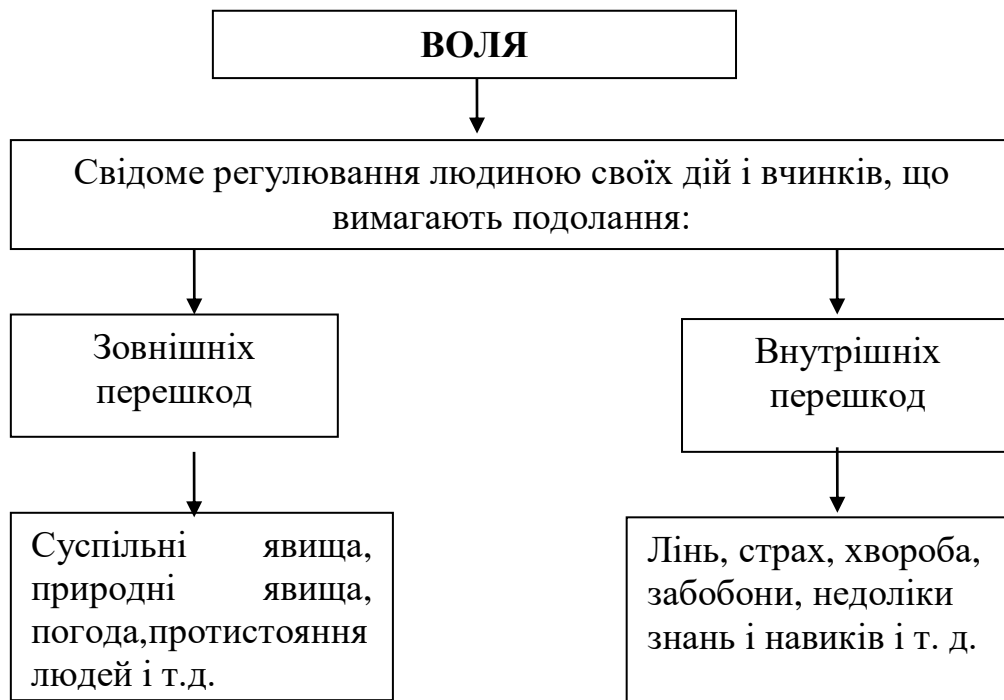 ВОЛЯ
Свідоме регулювання людиною своїх дій і вчинків, що
вимагають подолання:
Зовнішніх
перешкод
Внутрішніх
перешкод
Суспільні явища,
природні явища,
погода,протистояння
людей і т.д.
Лінь, страх, хвороба,
забобони, недоліки
знань і навиків і т. д.